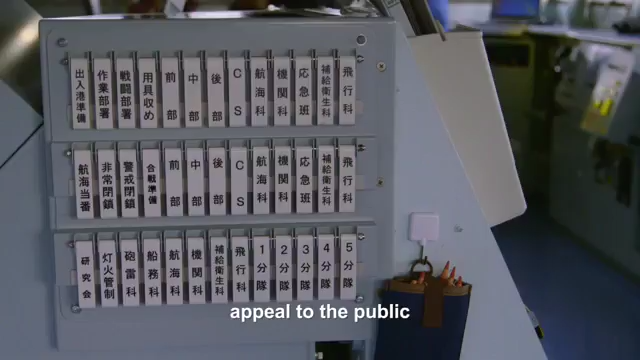 出入港準備 作業部署 戦闘部署 用具収め 前部 中部 後部 CS 航海科 機関科 応急班 補給衛生科 飛行科
航海当番 非常閉鎖 警戒閉鎖 合戦準備 前部 中部 後部 CS 航海科 機関科 応急班 補給衛生科 飛行科
研究会 灯火管制 砲雷科 船務科 航海科 機関科 補給衛生科 飛行科 1分隊 2分隊 3分隊 4分隊 5分隊
appeal to the public